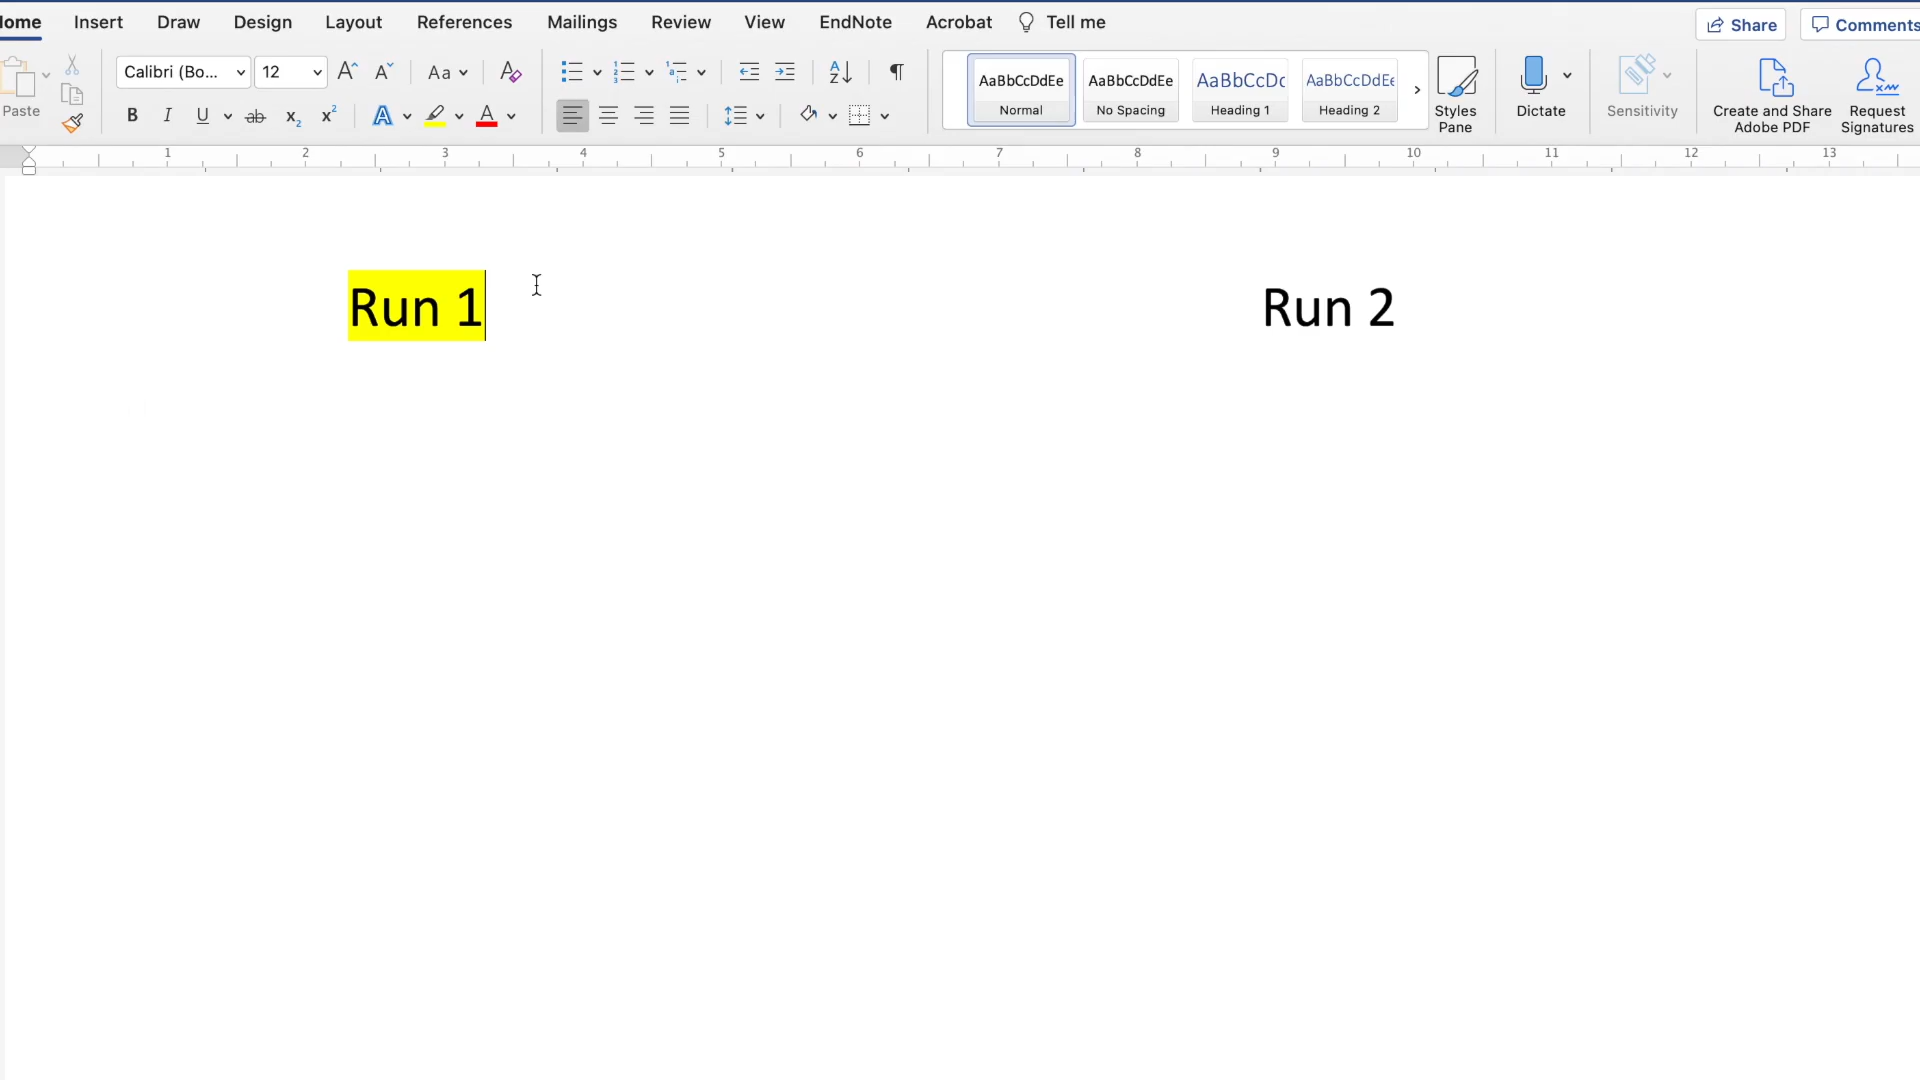 ome Insert Draw Design Layout References Mailings Review View EndNote Acrobat Tell me Share Comments
Paste Calibri (Bo... 12 Aa
AaBbCcDdEe AaBbCcDdEe AaBbCcDc AaBbCcDdEe
Normal No Spacing Heading 1 Heading 2
Styles Pane Dictate Sensitivity Create and Share Adobe PDF Request Signatures
1 2 3 4 5 6 7 8 9 10 11 12 13
Run 1 Run 2